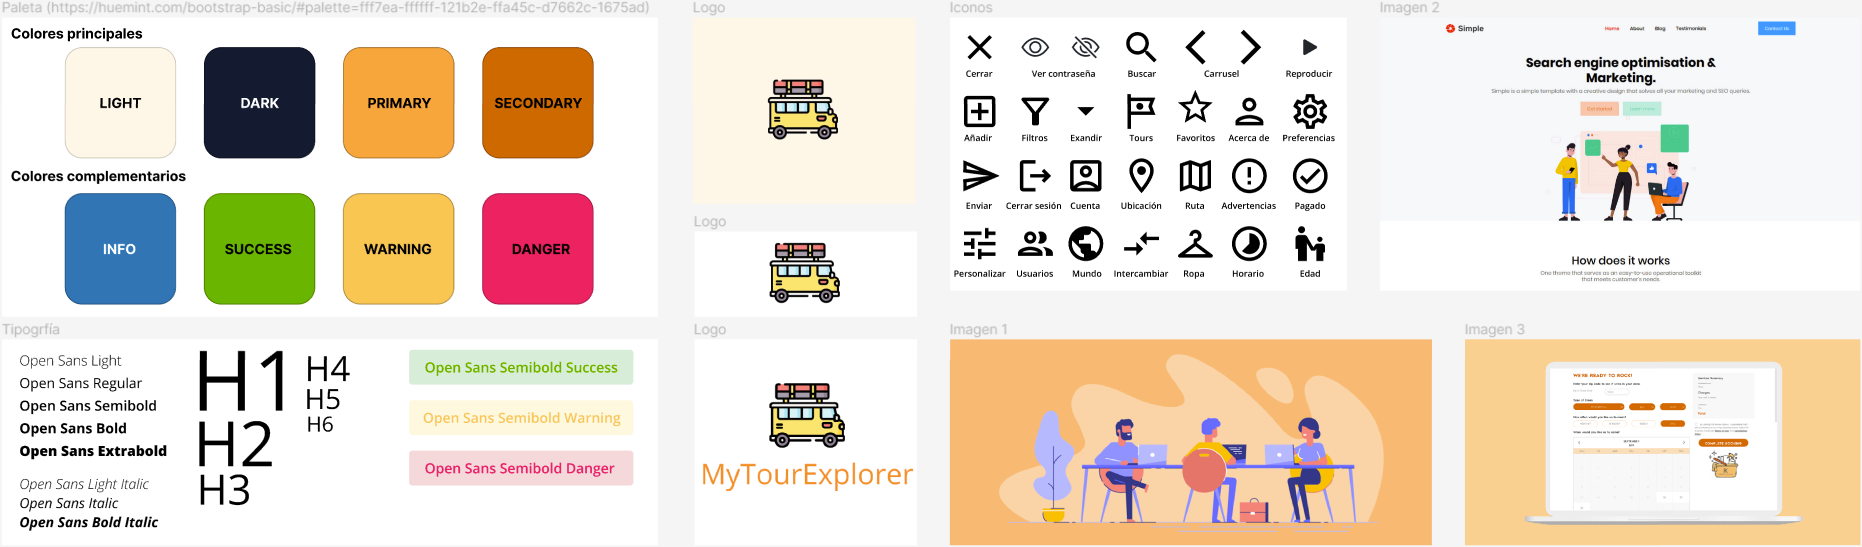 Paleta (https://huemint.com/bootstrap-basic/#palette=fff7ea-ffffff-121b2e-ffa45c-d7662c-1675ad)
Colores principales
LIGHT
DARK
PRIMARY
SECONDARY
Colores complementarios
INFO
SUCCESS
WARNING
DANGER
Tipogrfía
Open Sans Light
Open Sans Regular
Open Sans Semibold
Open Sans Bold
Open Sans Extrabold
Open Sans Light Italic
Open Sans Italic
Open Sans Bold Italic
H1
H2
H3
H4
H5
H6
Open Sans Semibold Success
Open Sans Semibold Warning
Open Sans Semibold Danger
Logo
Logo
Logo
MyTourExplorer
Iconos
Cerrar
Ver contraseña
Buscar
Carrusel
Reproducir
Añadir
Filtros
Exandir
Tours
Favoritos
Acerca de
Preferencias
Enviar
Cerrar sesión
Cuenta
Ubicación
Ruta
Advertencias
Pagado
Personalizar
Usuarios
Mundo
Intercambiar
Ropa
Horario
Edad
Imagen 1
Imagen 2
Simple
Home
About
Blog
Testimonials
Contact Us
Search engine optimisation &
Marketing.
Simple is a simple template with a creative design that solves all your marketing and SEO queries.
Get started
How does it works
One theme that serves as an easy-to-use operational toolkit
that meets customer's needs.
Imagen 3
WE'RE READY TO ROCK!
COMPLETE BOOKING